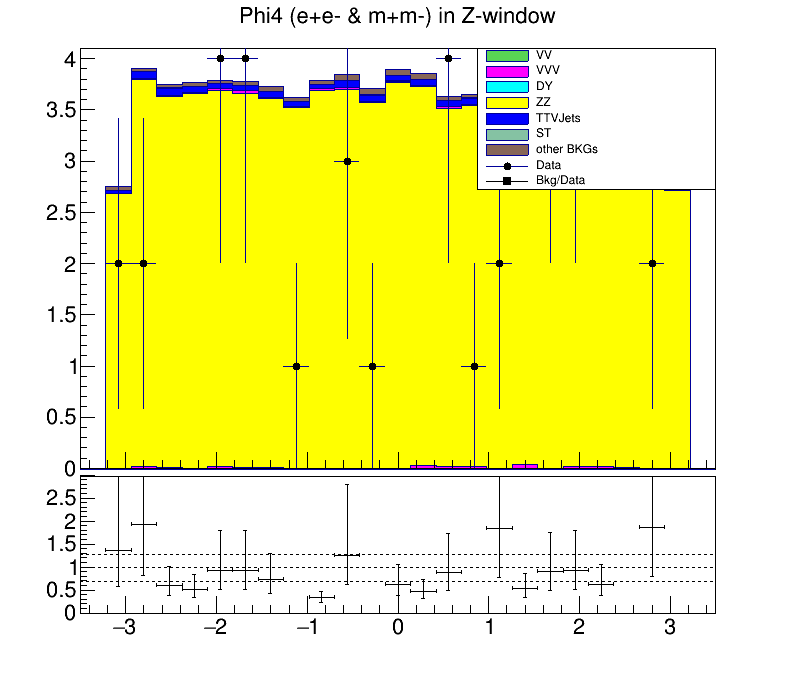 Phi4 (e+e- & m+m-) in Z-window
4
3.5
3
2.5
2
1.5
1
0.5
0
VV
VVV
DY
ZZ
TTVJets
ST
other BKGs
Data
Bkg/Data
2.5
2
1.5
1
0.5
0
−3 −2 −1 0 1 2 3